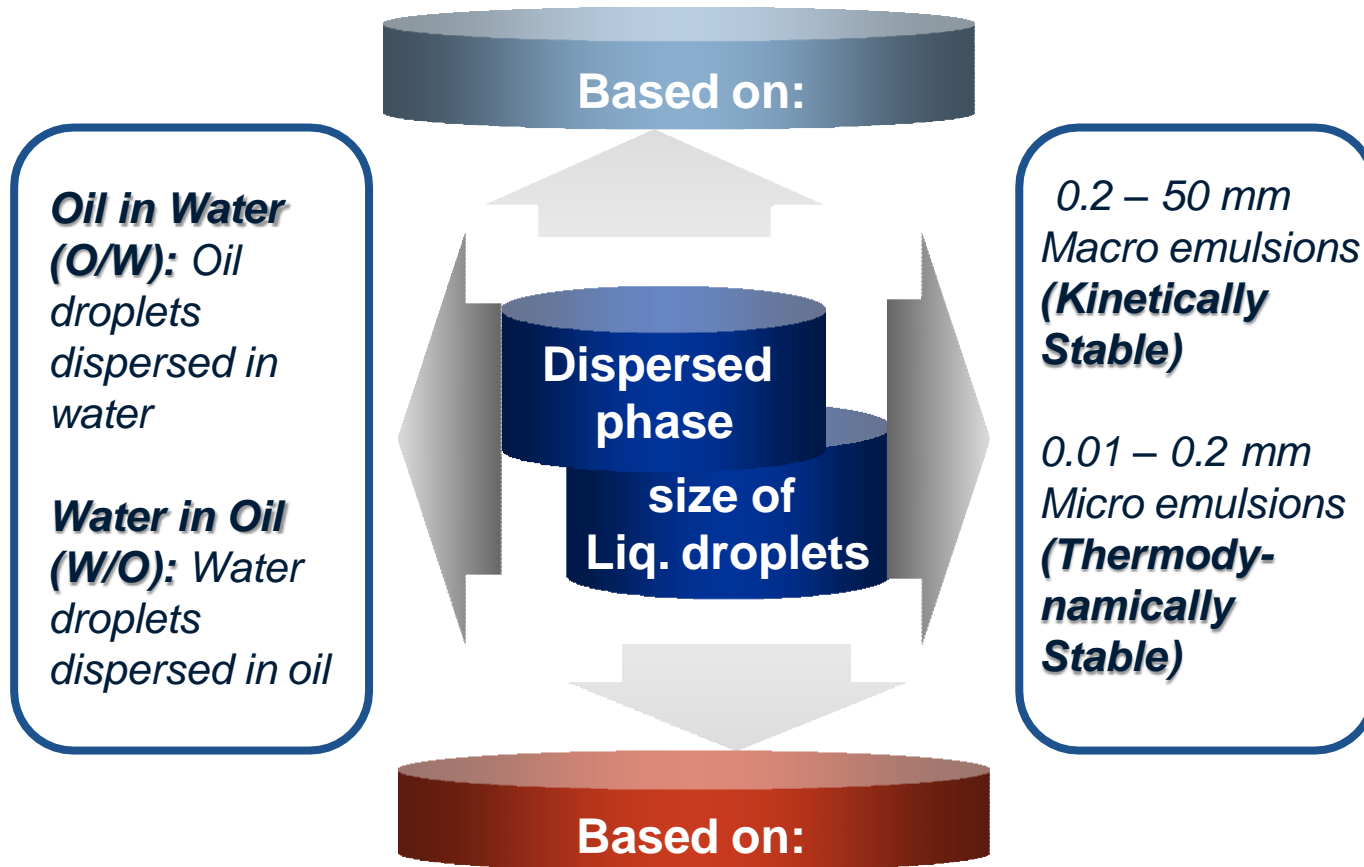 Based on:
Oil in Water
(O/W): Oil
droplets
dispersed in
water
Water in Oil
(W/O): Water
droplets
dispersed in oil
Dispersed
phase
size of
Liq. droplets
0.2 – 50 mm
Macro emulsions
(Kinetically
Stable)
0.01 – 0.2 mm
Micro emulsions
(Thermody-
namically
Stable)
Based on: